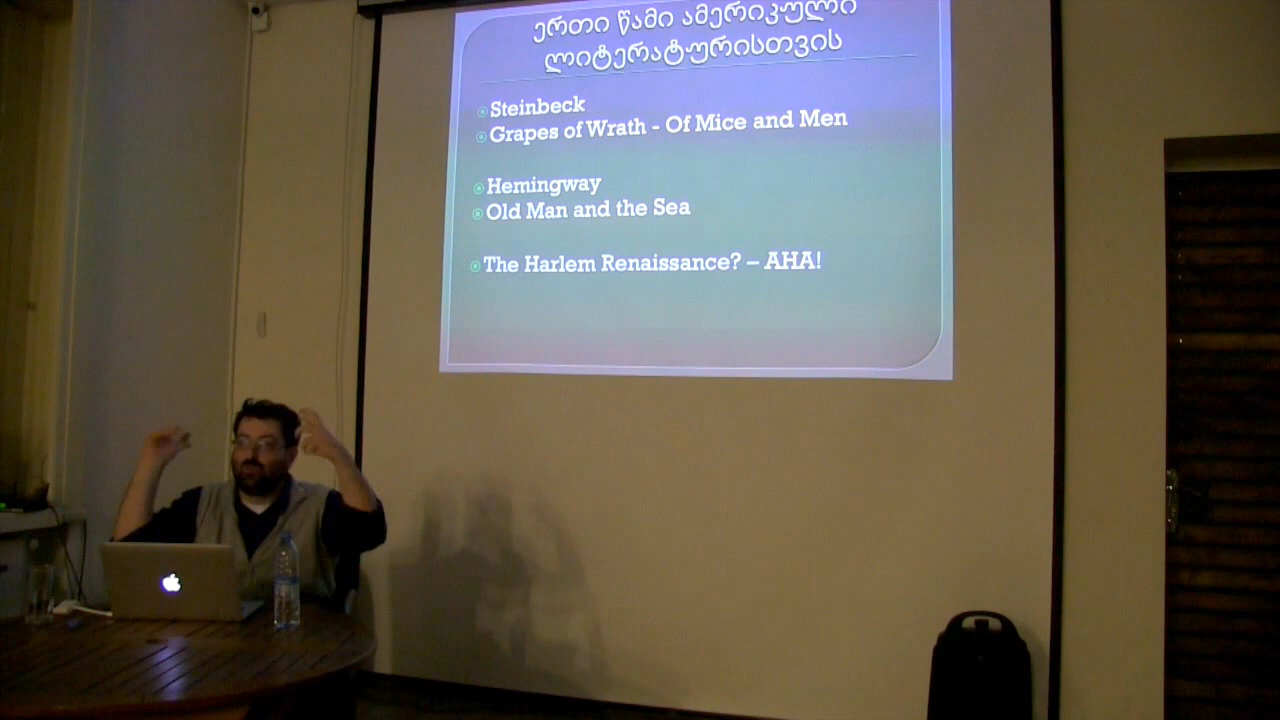 ერთი წამი ამერიკული
ლიტერატურისთვის
Steinbeck
Grapes of Wrath - Of Mice and Men
Hemingway
Old Man and the Sea
The Harlem Renaissance? – AHA!